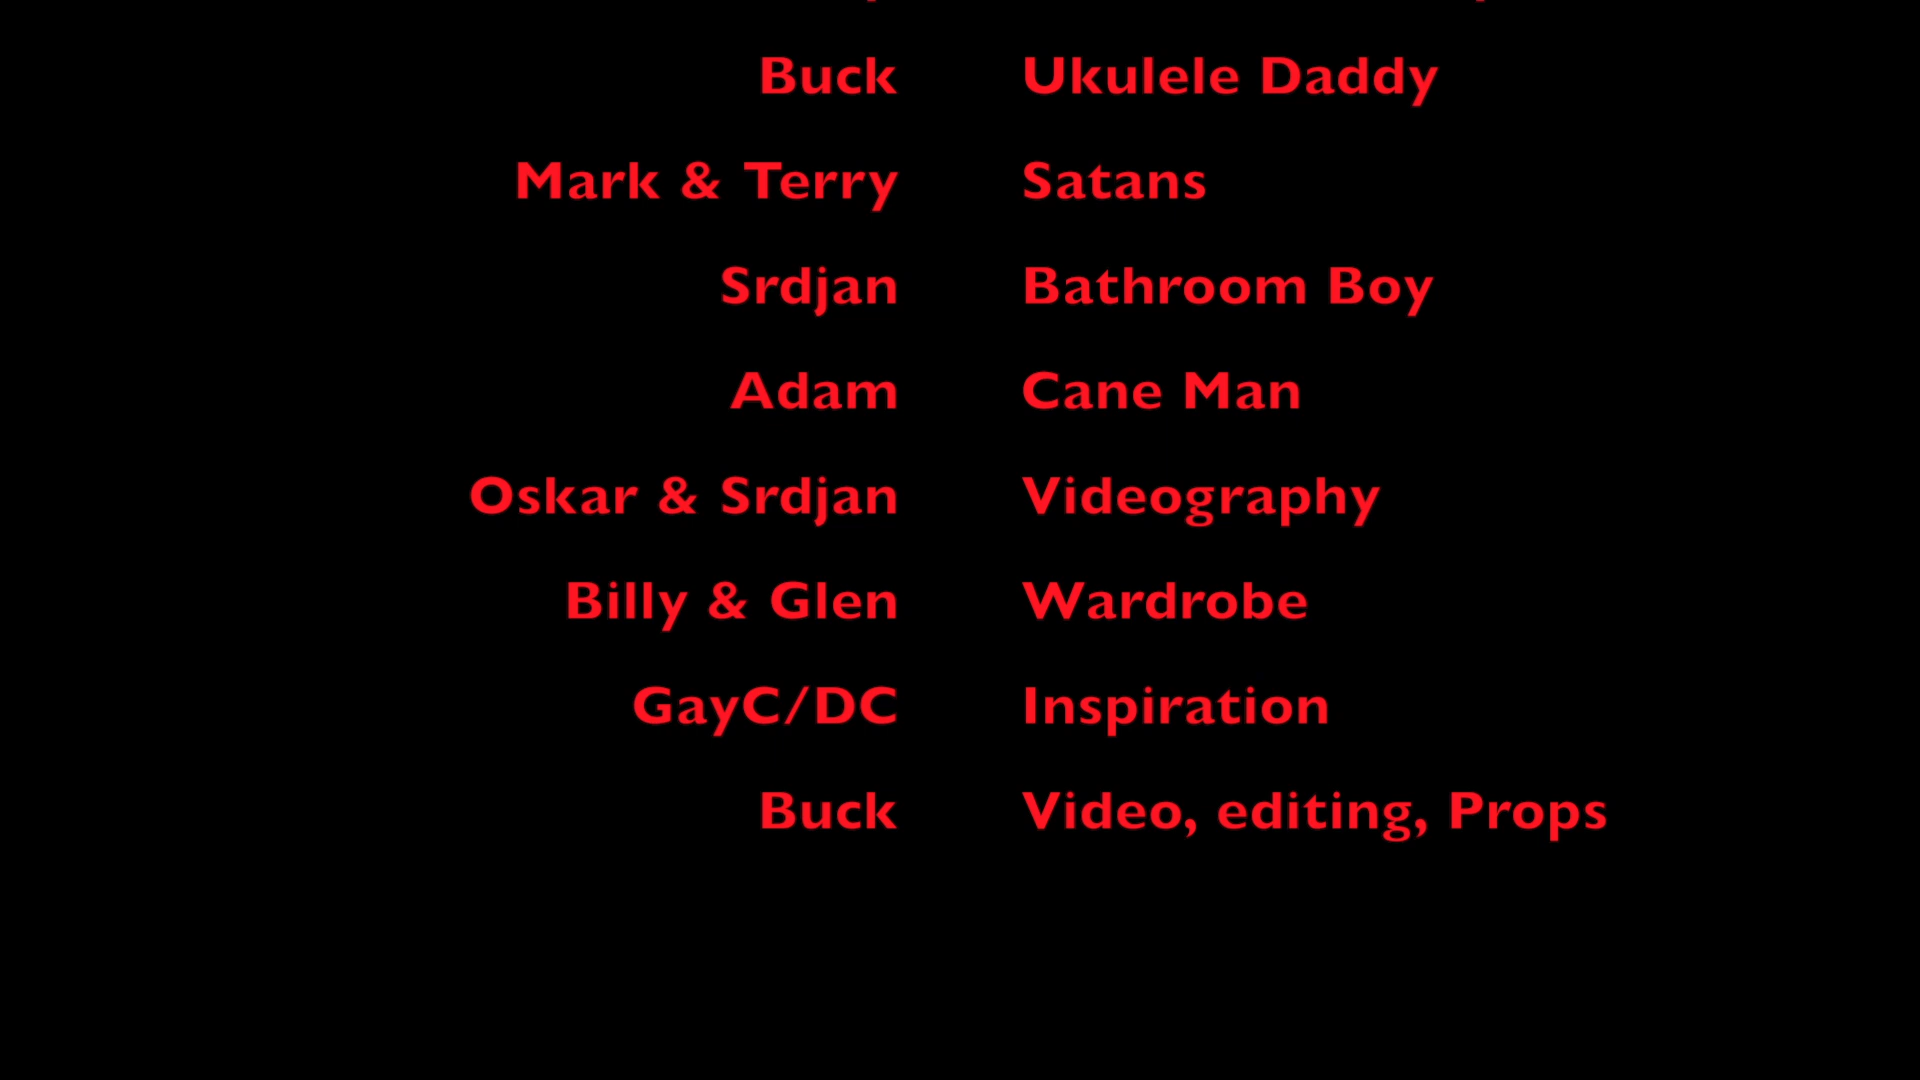 Buck Ukulele Daddy
Mark & Terry Satans
Srdjan Bathroom Boy
Adam Cane Man
Oskar & Srdjan Videography
Billy & Glen Wardrobe
GayC/DC Inspiration
Buck Video, editing, Props